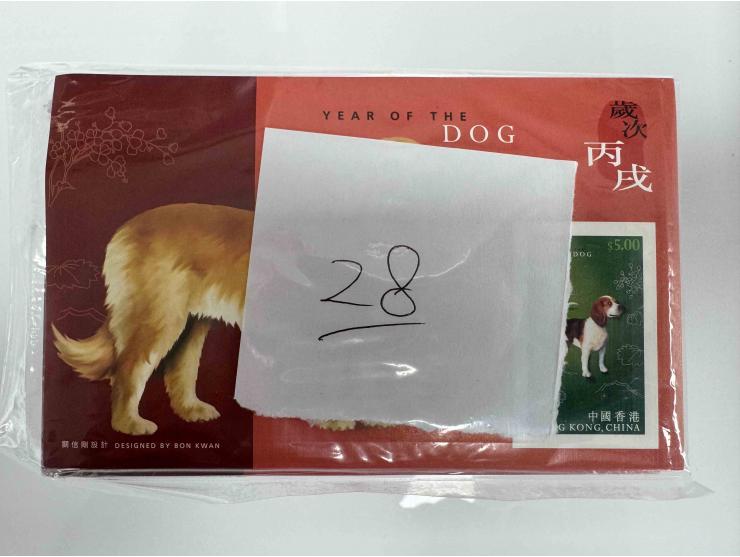 YEAR OF THE
DOG
歲次
丙戌
28
$5.00
DOG
中國香港
G KONG, CHINA
關信剛設計 DESIGNED BY BON KWAN